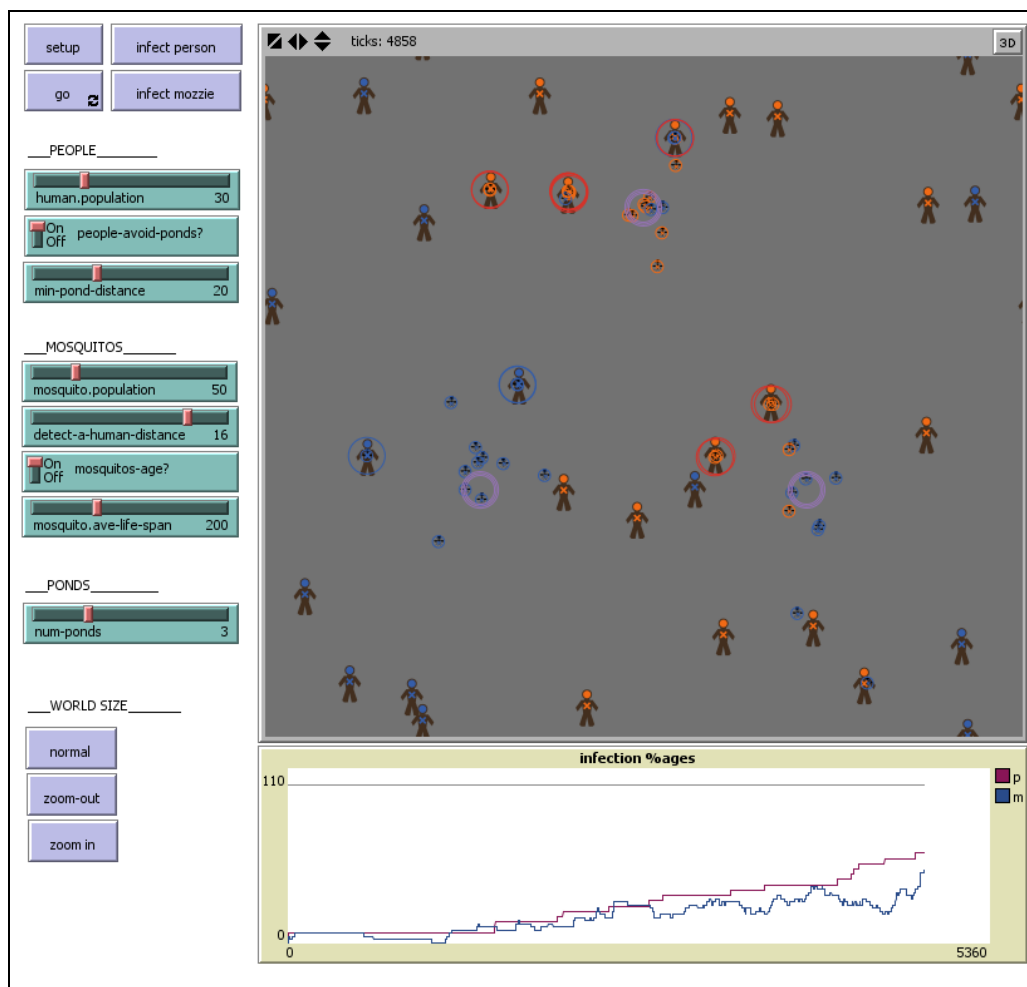 setup
infect person
go
infect mozzie
___PEOPLE________
human.population 30
On
Off
people-avoid-ponds?
min-pond-distance 20
___MOSQUITOS_______
mosquito.population 50
detect-a-human-distance 16
On
Off
mosquitos-age?
mosquito.ave-life-span 200
___PONDS_________
num-ponds 3
___WORLD SIZE_______
normal
zoom-out
zoom in
ticks: 4858
3D
infection %ages
110
0
0
5360
p
m